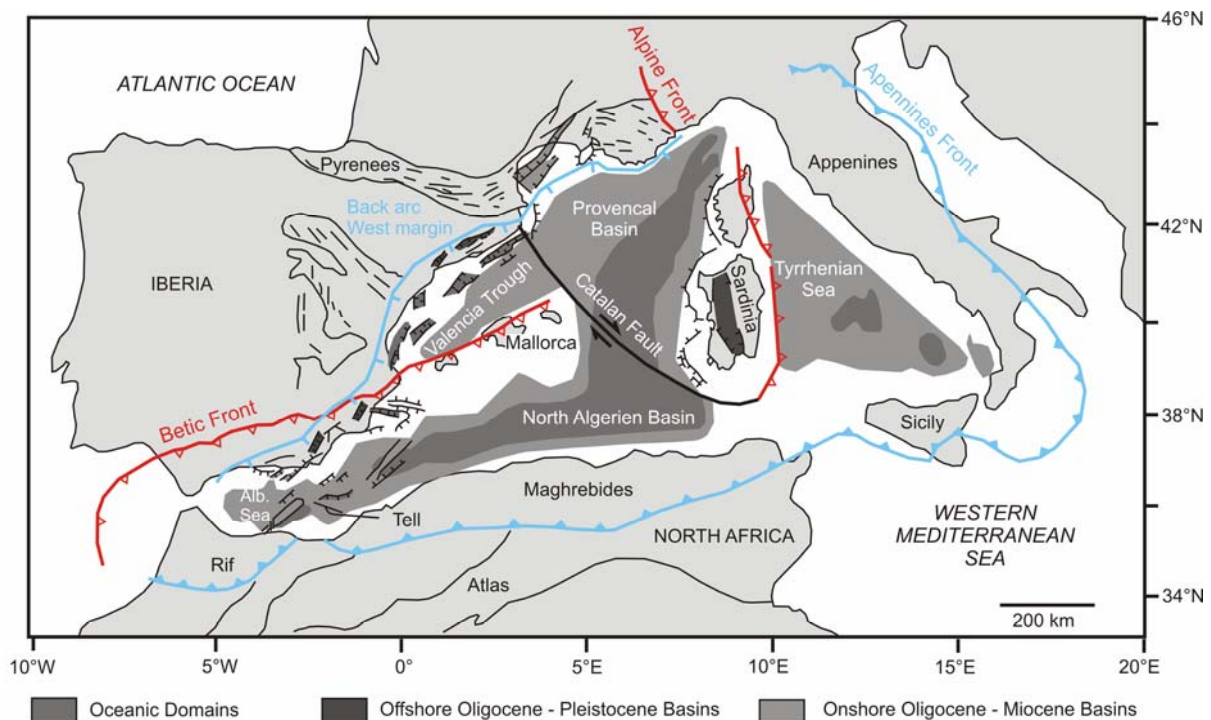 46°N
ATLANTIC OCEAN
Alpine Front
Apennines Front
Pyrenees
Appenines
Back arc
West margin
Provencal
Basin
42°N
IBERIA
Valencia Trough
Catalan Fault
Sardinia
Tyrrhenian
Sea
Mallorca
Betic Front
North Algerien Basin
Sicily
38°N
Alb.
Sea
Maghrebides
Tell
NORTH AFRICA
WESTERN
MEDITERRANEAN
SEA
Rif
Atlas
34°N
200 km
10°W
5°W
0°
5°E
10°E
15°E
20°E
Oceanic Domains
Offshore Oligocene - Pleistocene Basins
Onshore Oligocene - Miocene Basins